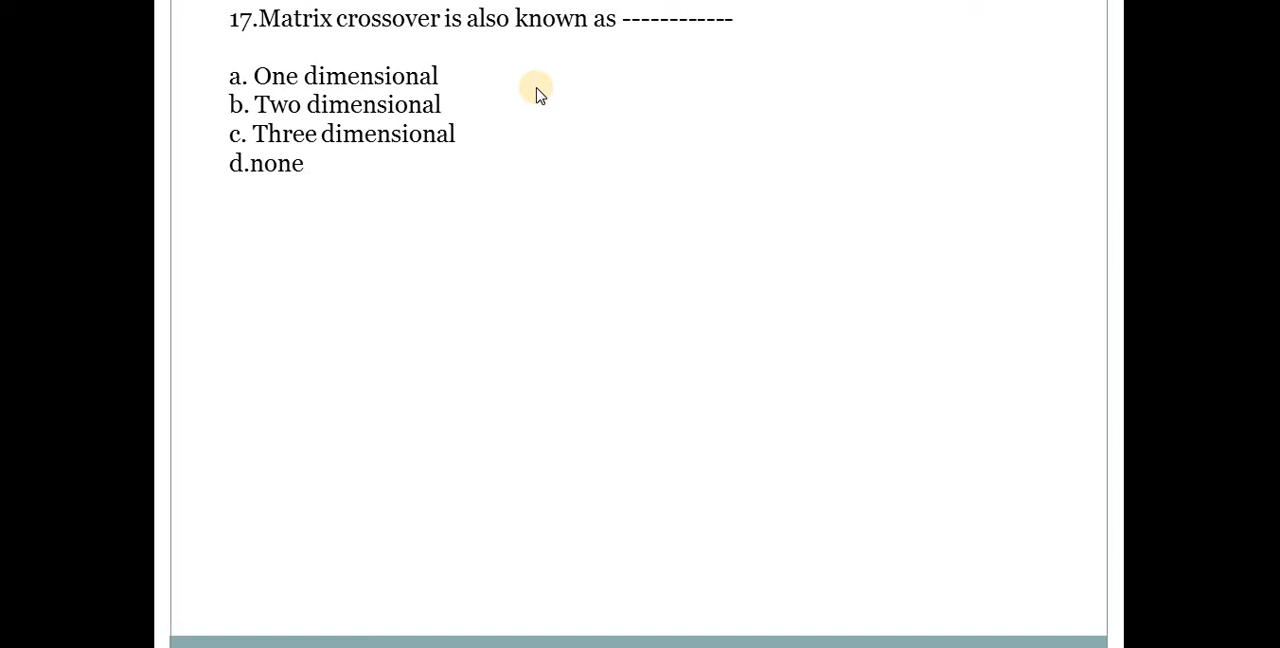 17.Matrix crossover is also known as ------------
a. One dimensional
b. Two dimensional
c. Three dimensional
d.none